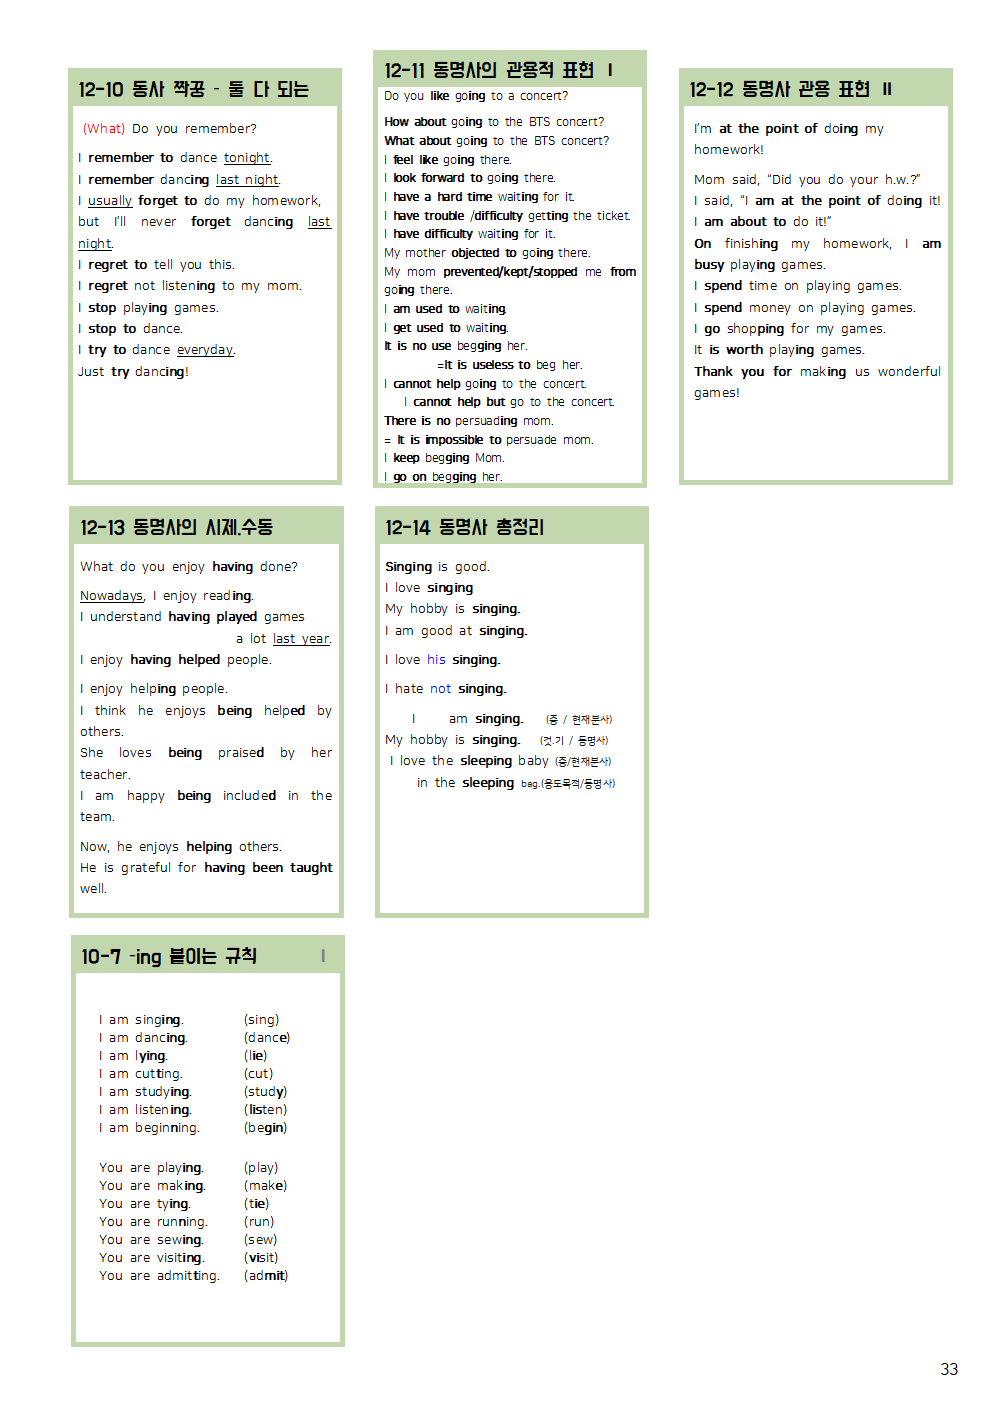 12-10 동사 짝꿍 - 둘 다 되는
(What) Do you remember?
I remember to dance tonight.
I remember dancing last night.
I usually forget to do my homework,
but I'll never forget dancing last
night.
I regret to tell you this.
I regret not listening to my mom.
I stop playing games.
I stop to dance.
I try to dance everyday.
Just try dancing!
12-11 동명사의 관용적 표현 I
Do you like going to a concert?
How about going to the BTS concert?
What about going to the BTS concert?
I feel like going there.
I look forward to going there.
I have a hard time waiting for it.
I have trouble /difficulty getting the ticket.
I have difficulty waiting for it.
My mother objected to going there.
My mom prevented/kept/stopped me from
going there.
I am used to waiting.
I get used to waiting.
It is no use begging her.
=It is useless to beg her.
I cannot help going to the concert.
I cannot help but go to the concert.
There is no persuading mom.
= It is impossible to persuade mom.
I keep begging Mom.
I go on begging her.
12-12 동명사 관용 표현 II
I'm at the point of doing my
homework!
Mom said, "Did you do your h.w.?"
I said, "I am at the point of doing it!
I am about to do it!"
On finishing my homework, I am
busy playing games.
I spend time on playing games.
I spend money on playing games.
I go shopping for my games.
It is worth playing games.
Thank you for making us wonderful
games!
12-13 동명사의 시제.수동
What do you enjoy having done?
Nowadays, I enjoy reading.
I understand having played games
a lot last year.
I enjoy having helped people.
I enjoy helping people.
I think he enjoys being helped by
others.
She loves being praised by her
teacher.
I am happy being included in the
team.
Now, he enjoys helping others.
He is grateful for having been taught
well.
12-14 동명사 총정리
Singing is good.
I love singing
My hobby is singing.
I am good at singing.
I love his singing.
I hate not singing.
I am singing. (중 / 현재분사)
My hobby is singing. (것.기 / 동명사)
I love the sleeping baby (중/현재분사)
in the sleeping bag.(용도목적/동명사)
10-7 -ing 붙이는 규칙 I
I am singing. (sing)
I am dancing. (dance)
I am lying. (lie)
I am cutting. (cut)
I am studying. (study)
I am listening. (listen)
I am beginning. (begin)
You are playing. (play)
You are making. (make)
You are tying. (tie)
You are running. (run)
You are sewing. (sew)
You are visiting. (visit)
You are admitting. (admit)
33